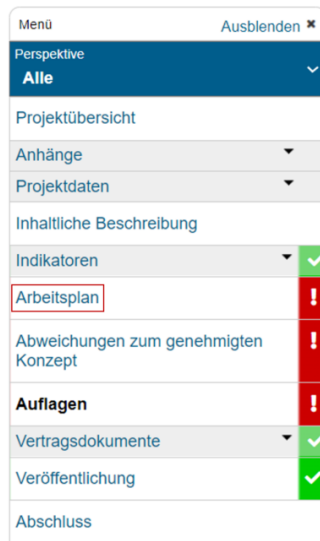 Menü
Ausblenden ✖
Perspektive
Alle
Projektübersicht
Anhänge
Projektdaten
Inhaltliche Beschreibung
Indikatoren
Arbeitsplan
!
Abweichungen zum genehmigten
Konzept
!
Auflagen
!
Vertragsdokumente
Veröffentlichung
Abschluss